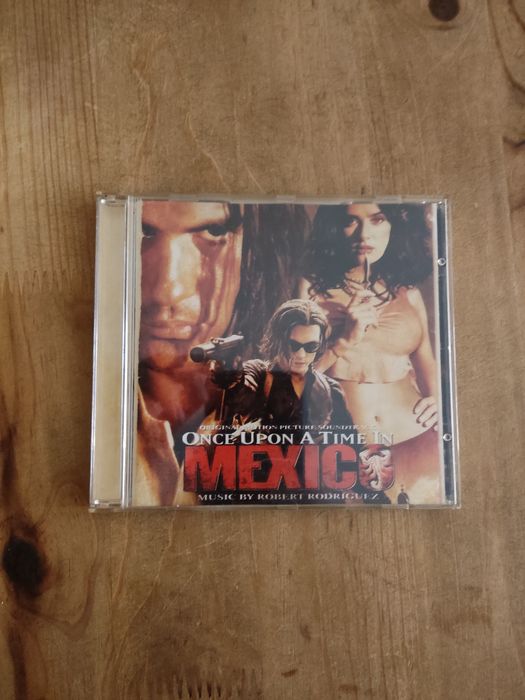 ORIGINAL MOTION PICTURE SOUNDTRACK
ONCE UPON A TIME IN
MEXICO
MUSIC BY ROBERT RODRIGUEZ